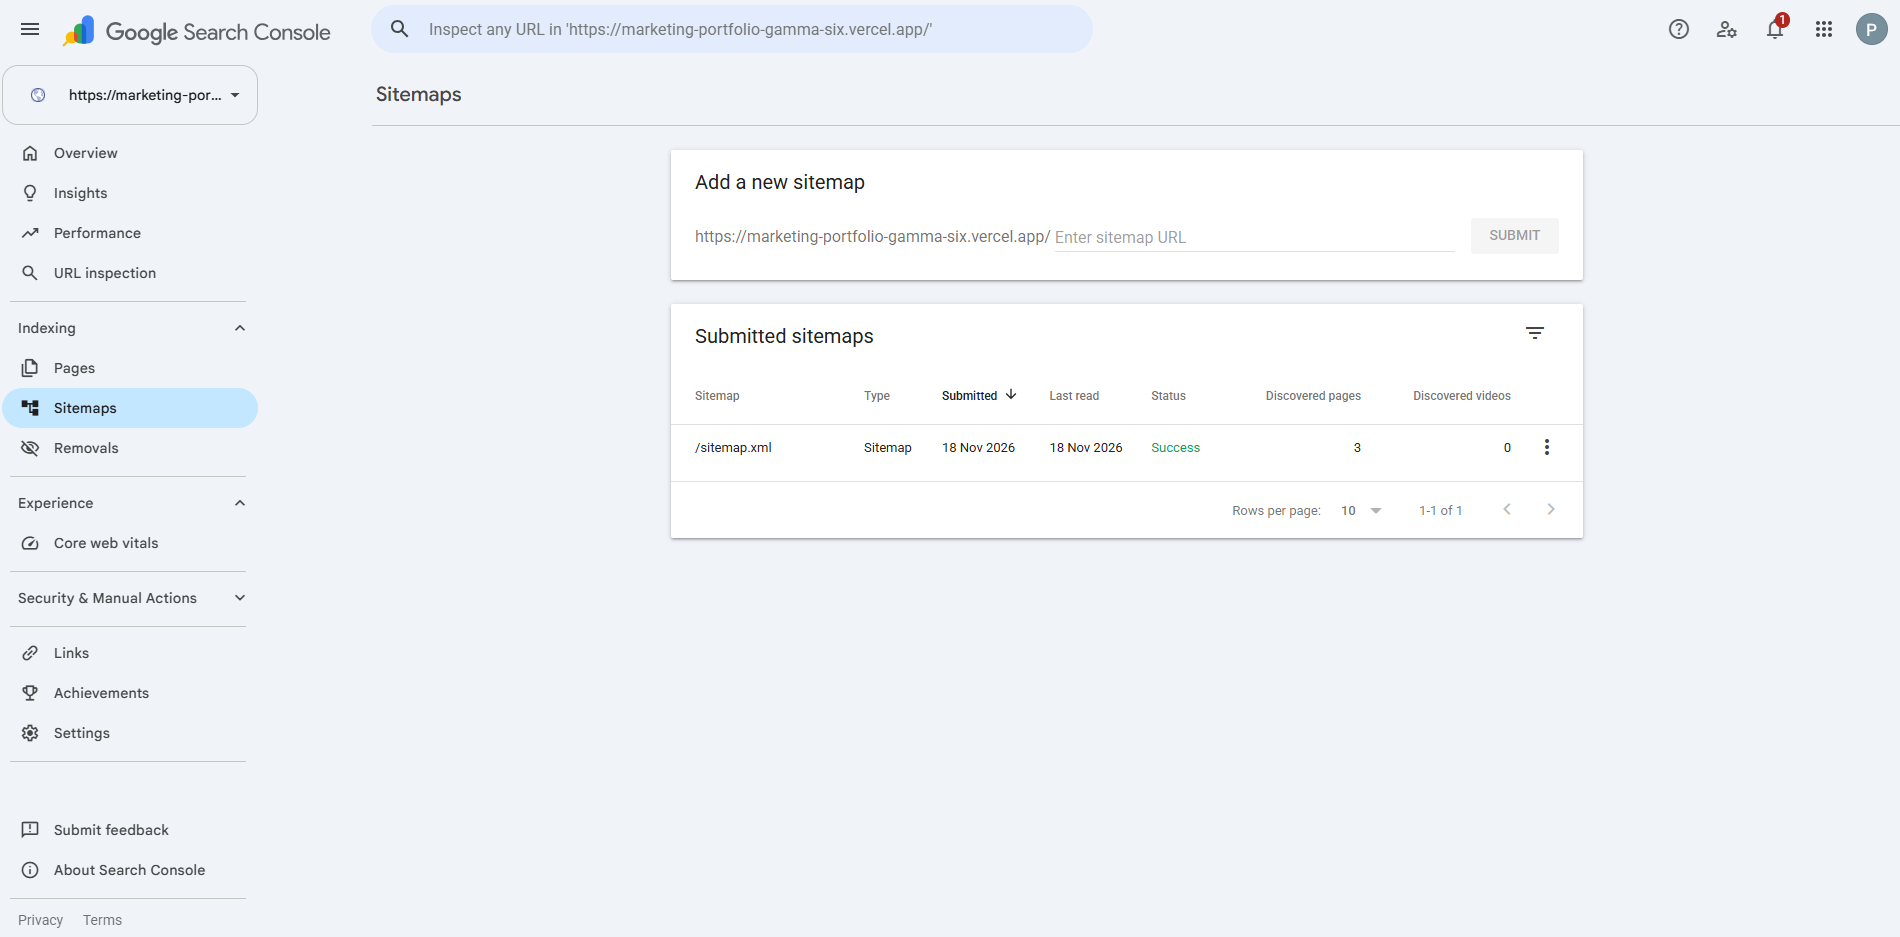 Google Search Console
Inspect any URL in 'https://marketing-portfolio-gamma-six.vercel.app/'
1
P
https://marketing-por...
Overview
Insights
Performance
URL inspection
Indexing
Pages
Sitemaps
Removals
Experience
Core web vitals
Security & Manual Actions
Links
Achievements
Settings
Submit feedback
About Search Console
Privacy Terms
Sitemaps
Add a new sitemap
https://marketing-portfolio-gamma-six.vercel.app/ Enter sitemap URL SUBMIT
Submitted sitemaps
Sitemap Type Submitted Last read Status Discovered pages Discovered videos
/sitemap.xml Sitemap 18 Nov 2026 18 Nov 2026 Success 3 0
Rows per page: 10 1-1 of 1